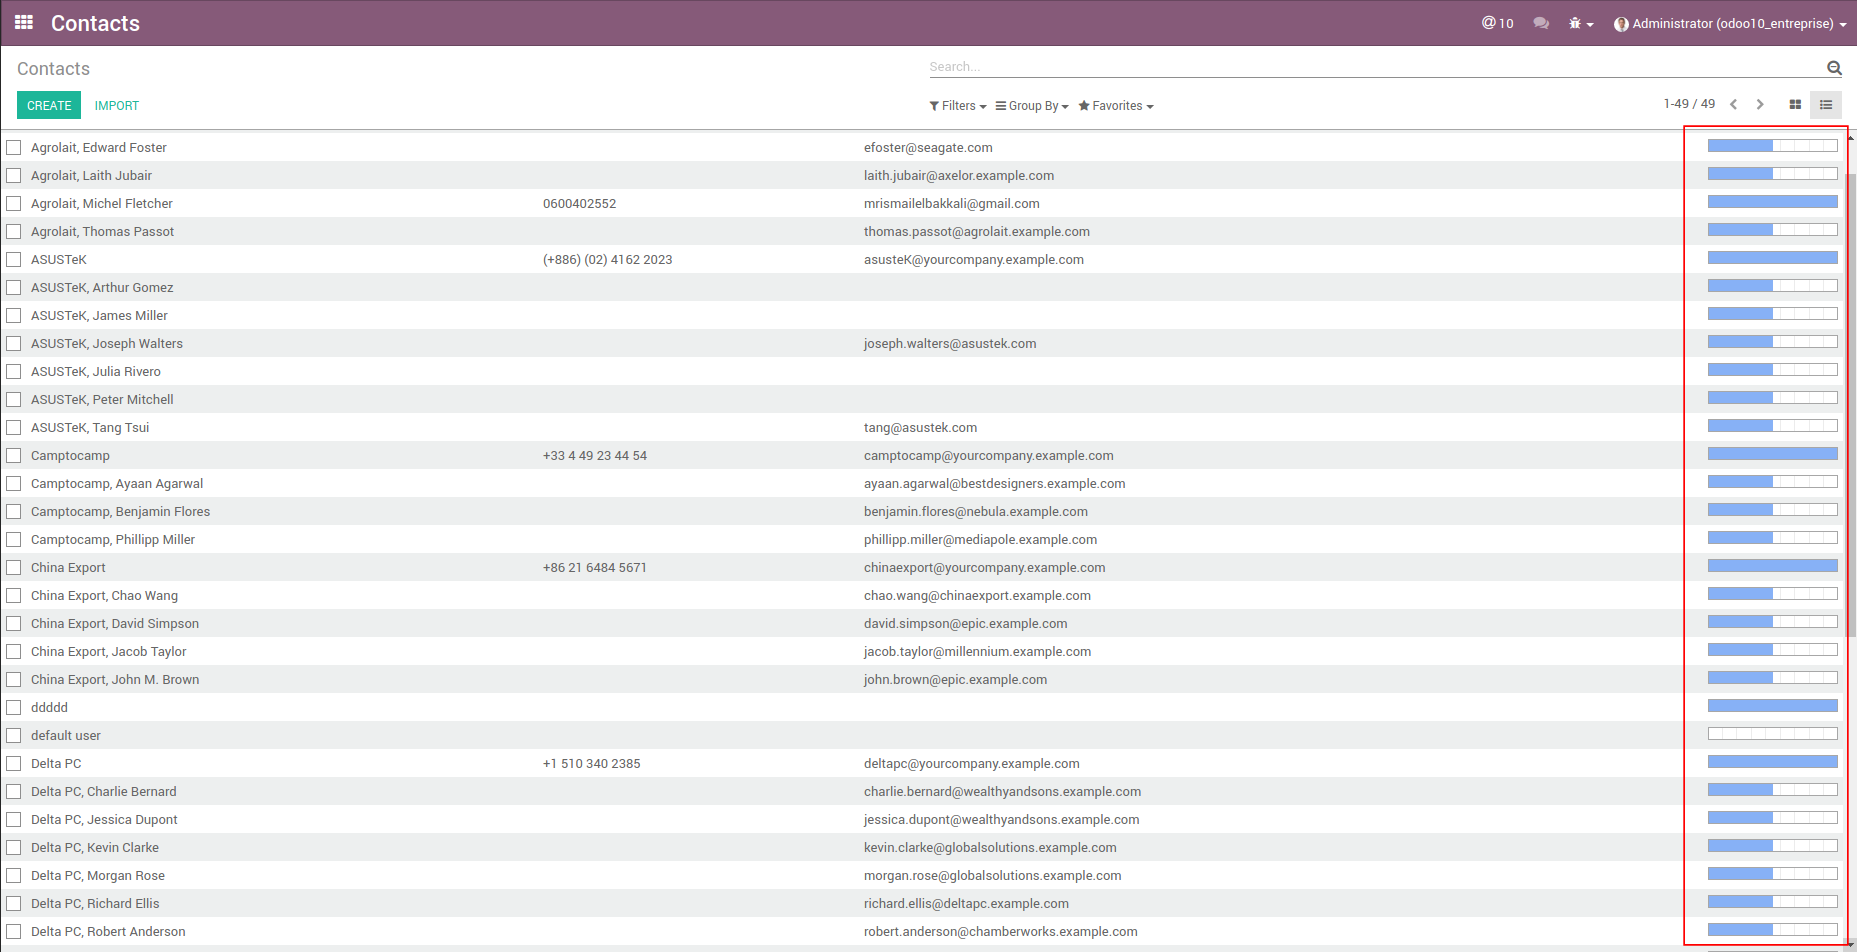 Contacts @ 10 Administrator (odoo10_entreprise)
Contacts Search...
CREATE IMPORT Filters Group By Favorites 1-49 / 49
Agrolait, Edward Foster efoster@seagate.com
Agrolait, Laith Jubair laith.jubair@axelor.example.com
Agrolait, Michel Fletcher 0600402552 mrismailelbakkali@gmail.com
Agrolait, Thomas Passot thomas.passot@agrolait.example.com
ASUSTeK (+886) (02) 4162 2023 asusteK@yourcompany.example.com
ASUSTeK, Arthur Gomez
ASUSTeK, James Miller
ASUSTeK, Joseph Walters joseph.walters@asustek.com
ASUSTeK, Julia Rivero
ASUSTeK, Peter Mitchell
ASUSTeK, Tang Tsui tang@asustek.com
Camptocamp +33 4 49 23 44 54 camptocamp@yourcompany.example.com
Camptocamp, Ayaan Agarwal ayaan.agarwal@bestdesigners.example.com
Camptocamp, Benjamin Flores benjamin.flores@nebula.example.com
Camptocamp, Phillipp Miller phillipp.miller@mediapole.example.com
China Export +86 21 6484 5671 chinaexport@yourcompany.example.com
China Export, Chao Wang chao.wang@chinaexport.example.com
China Export, David Simpson david.simpson@epic.example.com
China Export, Jacob Taylor jacob.taylor@millennium.example.com
China Export, John M. Brown john.brown@epic.example.com
ddddd
default user
Delta PC +1 510 340 2385 deltapc@yourcompany.example.com
Delta PC, Charlie Bernard charlie.bernard@wealthyandsons.example.com
Delta PC, Jessica Dupont jessica.dupont@wealthyandsons.example.com
Delta PC, Kevin Clarke kevin.clarke@globalsolutions.example.com
Delta PC, Morgan Rose morgan.rose@globalsolutions.example.com
Delta PC, Richard Ellis richard.ellis@deltapc.example.com
Delta PC, Robert Anderson robert.anderson@chamberworks.example.com